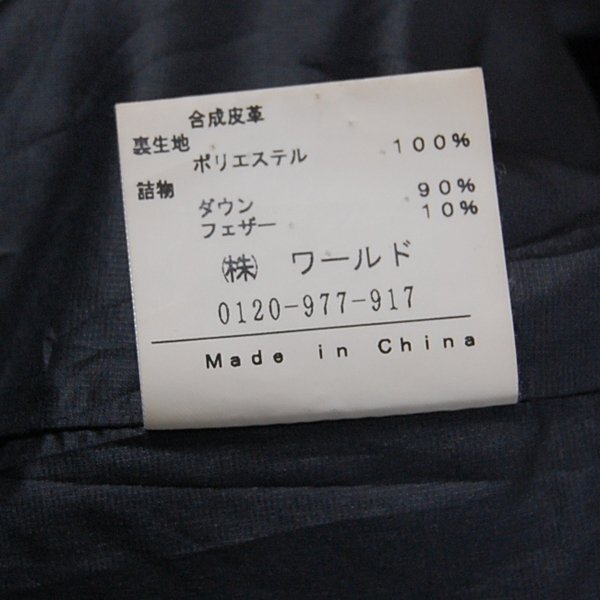 合成皮革
裏生地
ポリエステル 100%
詰物
ダウン 90%
フェザー 10%
㈱ ワールド
0120-977-917
Made in China